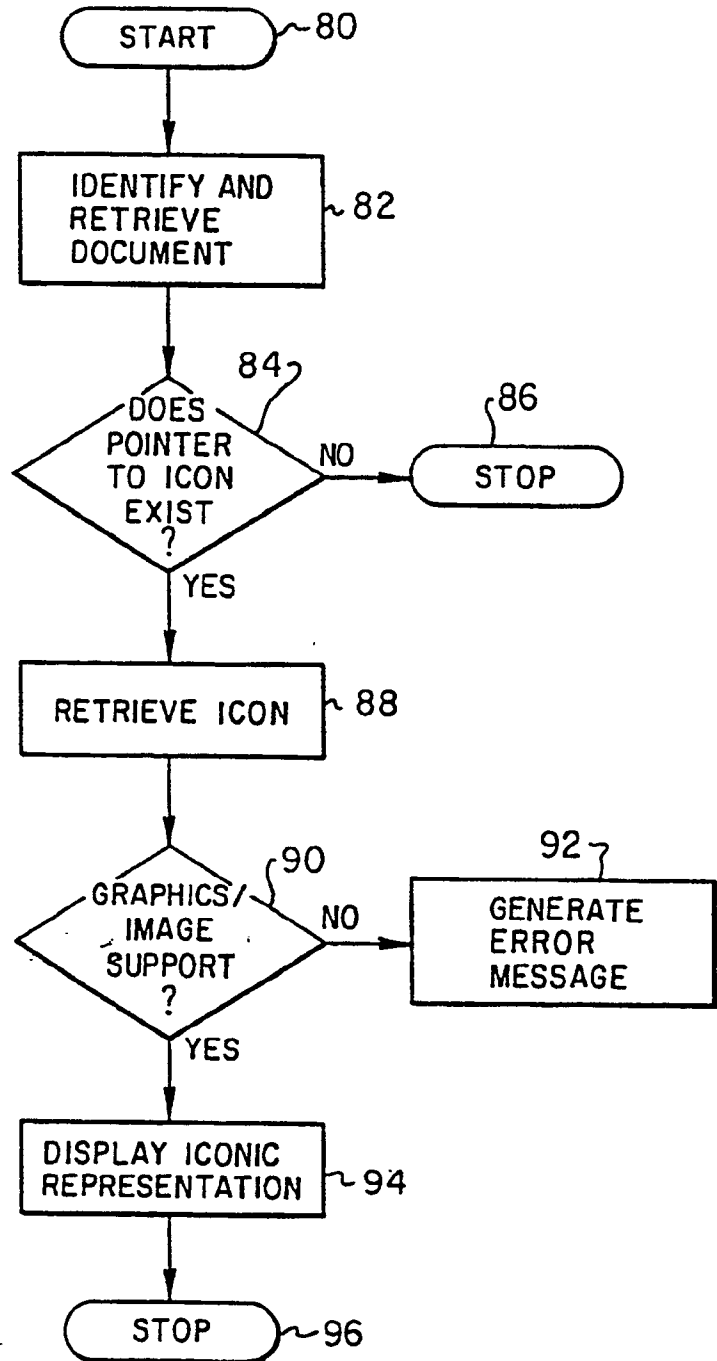 START
80
IDENTIFY AND
RETRIEVE
DOCUMENT
82
84
DOES
POINTER
TO ICON
EXIST
?
NO
86
STOP
YES
RETRIEVE ICON
88
90
GRAPHICS/
IMAGE
SUPPORT
?
NO
92
GENERATE
ERROR
MESSAGE
YES
DISPLAY ICONIC
REPRESENTATION
94
STOP
96